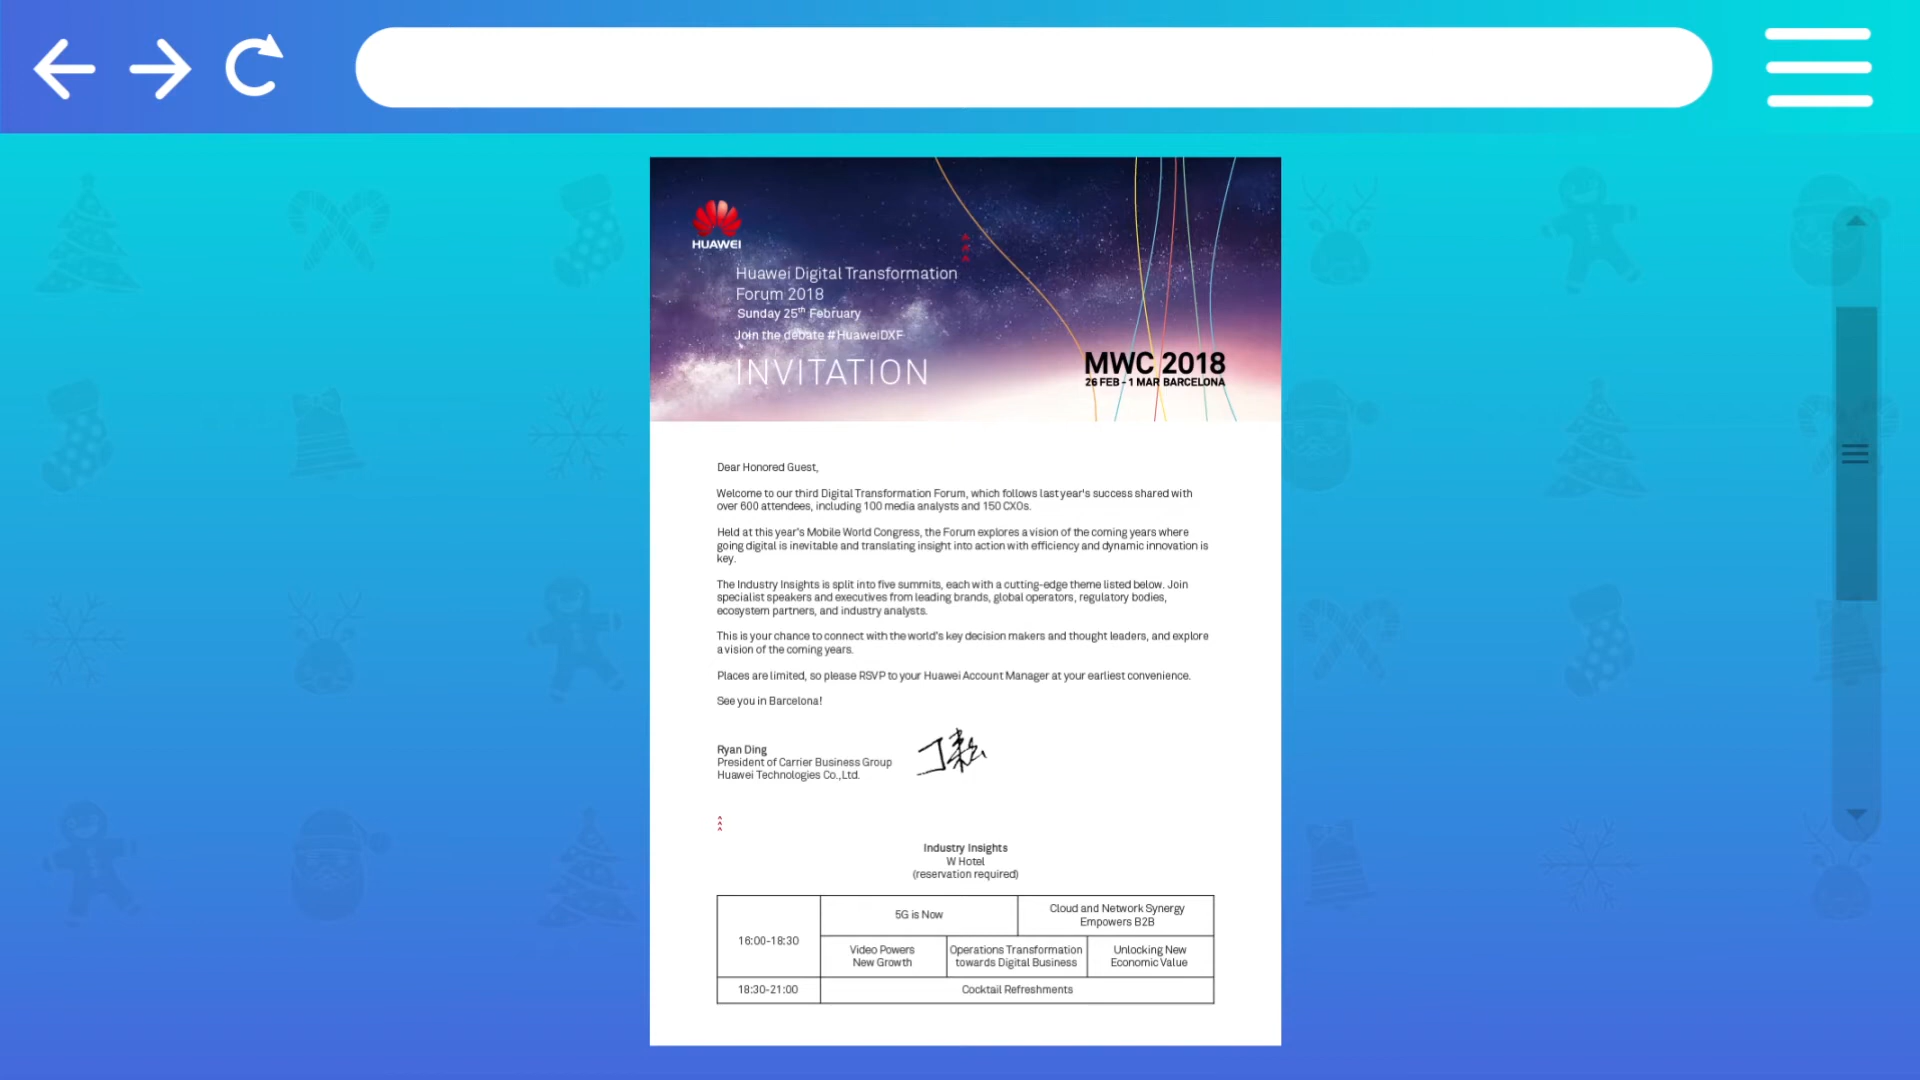 HUAWEI
Huawei Digital Transformation
Forum 2018
Sunday 25th February
Join the debate #HuaweiDXF
INVITATION
MWC 2018
26 FEB - 1 MAR BARCELONA
Dear Honored Guest,
Welcome to our third Digital Transformation Forum, which follows last year's success shared with
over 600 attendees, including 100 media analysts and 150 CXOs.
Held at this year's Mobile World Congress, the Forum explores a vision of the coming years where
going digital is inevitable and translating insight into action with efficiency and dynamic innovation is
key.
The Industry Insights is split into five summits, each with a cutting-edge theme listed below. Join
specialist speakers and executives from leading brands, global operators, regulatory bodies,
ecosystem partners, and industry analysts.
This is your chance to connect with the world's key decision makers and thought leaders, and explore
a vision of the coming years.
Places are limited, so please RSVP to your Huawei Account Manager at your earliest convenience.
See you in Barcelona!
Ryan Ding
President of Carrier Business Group
Huawei Technologies Co.,Ltd.
Industry Insights
W Hotel
(reservation required)
16:00-18:30
5G is Now
Cloud and Network Synergy
Empowers B2B
Video Powers
New Growth
Operations Transformation
towards Digital Business
Unlocking New
Economic Value
18:30-21:00
Cocktail Refreshments